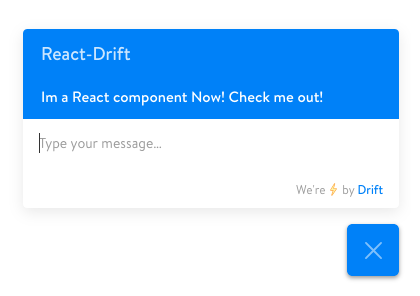 React-Drift
Im a React component Now! Check me out!
Type your message...
We're ⚡ by Drift